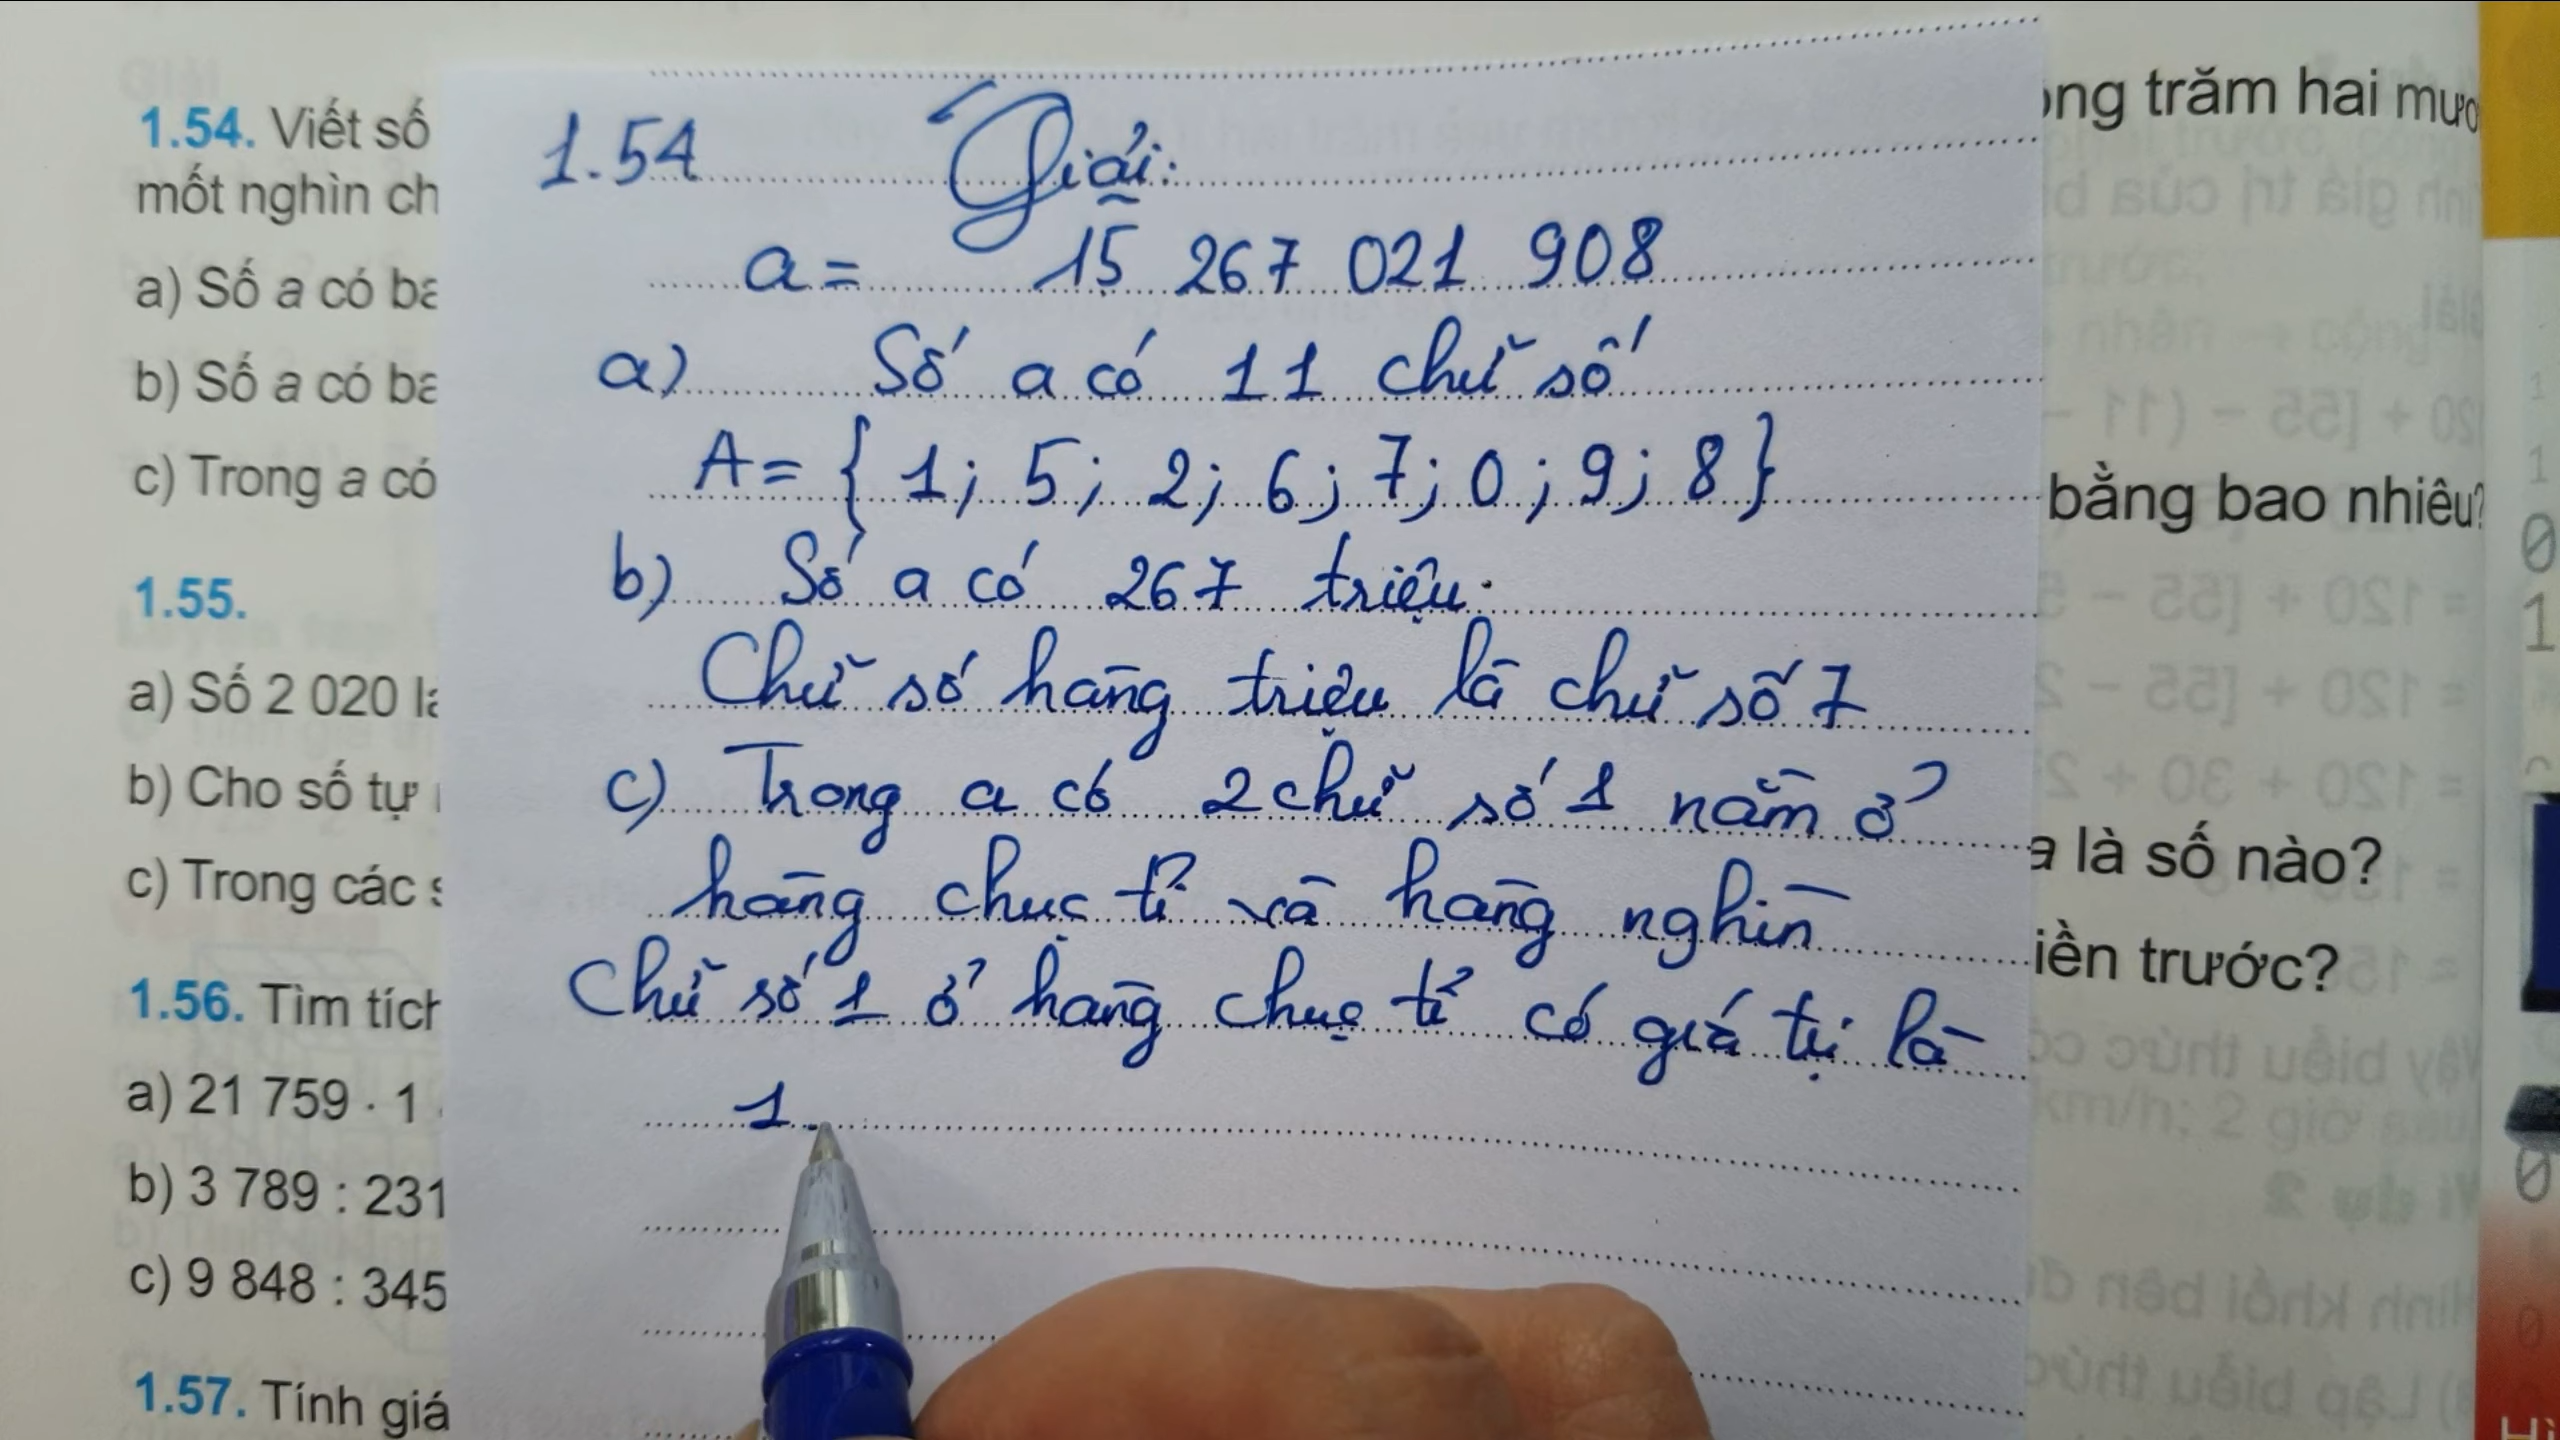 1.54. Viết số
mốt nghìn ch
a) Số a có ba
b) Số a có ba
c) Trong a có
1.55.
a) Số 2 020 là
b) Cho số tự
c) Trong các s
1.56. Tìm tích
a) 21 759 · 1
b) 3 789 : 231
c) 9 848 : 345
1.57. Tính giá
1.54 Giải:
a = 15 267 021 908
a) Số a có 11 chữ số
A = { 1; 5; 2; 6; 7; 0; 9; 8 }
b) Số a có 267 triệu.
Chữ số hàng triệu là chữ số 7
c) Trong a có 2 chữ số 1 nằm ở
hàng chục tỉ và hàng nghìn
Chữ số 1 ở hàng chục tỉ có giá trị là
1
ông trăm hai mươ
bằng bao nhiêu?
a là số nào?
iền trước?